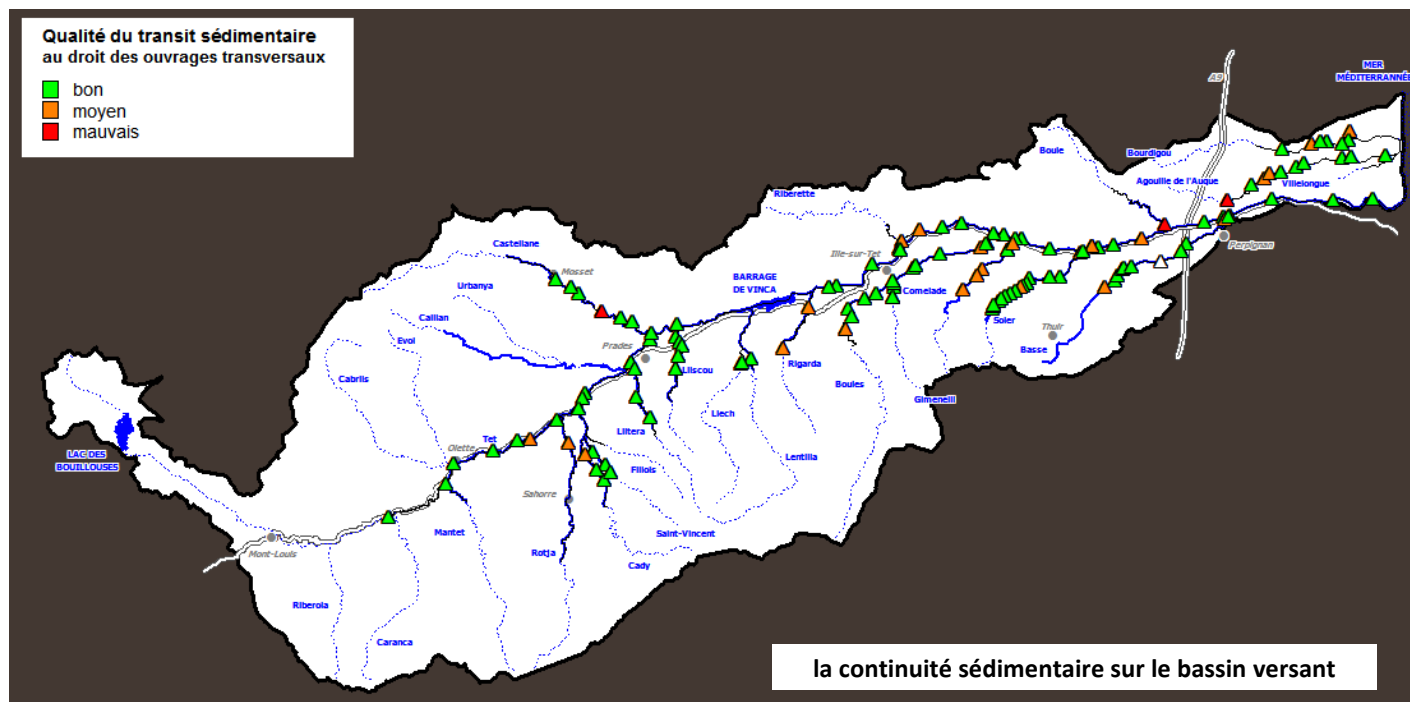 Qualité du transit sédimentaire
au droit des ouvrages transversaux
bon
moyen
mauvais
MER
MÉDITERRANNÉE
A9
Boule
Bourdigou
Agouille de l'Auque
Villelongue
Riberette
Perpignan
Castellane
Mosset
Ille-sur-Tet
BARRAGE
DE VINCA
Comelade
Urbanya
Caillan
Evol
Soler
Thuir
Basse
Prades
Cabrils
Lliscou
Rigarda
Boules
Gimenell
Llech
Llitera
Tet
Olette
LAC DES
BOUILLOUSES
Lentilla
Fillols
Sahorre
Mantet
Saint-Vincent
Mont-Louis
Rotja
Cady
Riberola
Caranca
la continuité sédimentaire sur le bassin versant